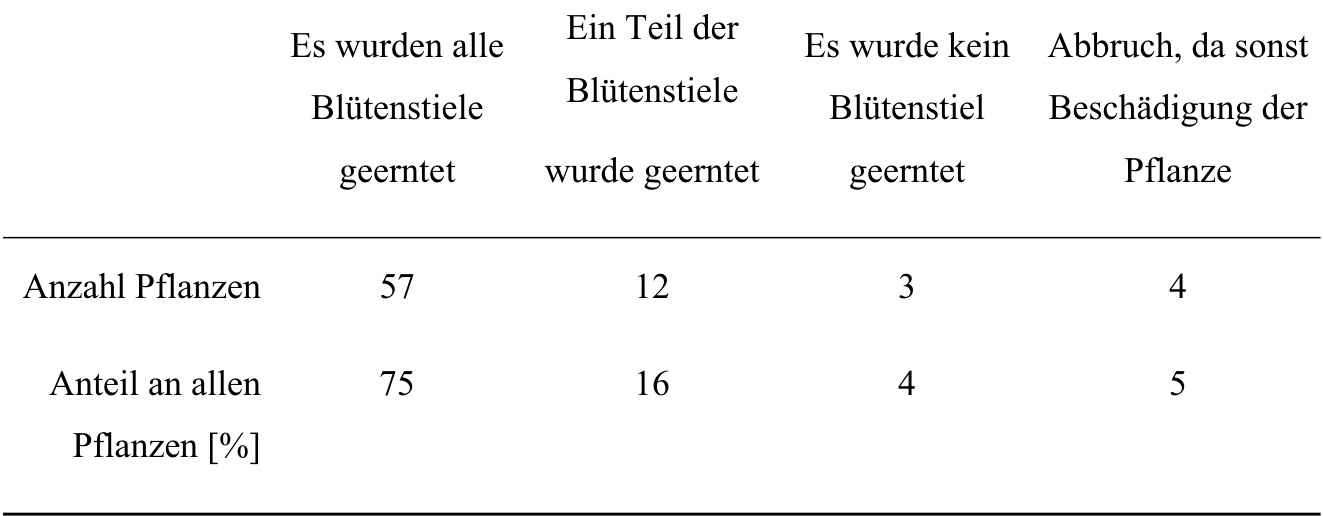 Es wurden alle
Blütenstiele
geerntet
Ein Teil der
Blütenstiele
wurde geerntet
Es wurde kein
Blütenstiel
geerntet
Abbruch, da sonst
Beschädigung der
Pflanze
Anzahl Pflanzen 57 12 3 4
Anteil an allen 75 16 4 5
Pflanzen [%]